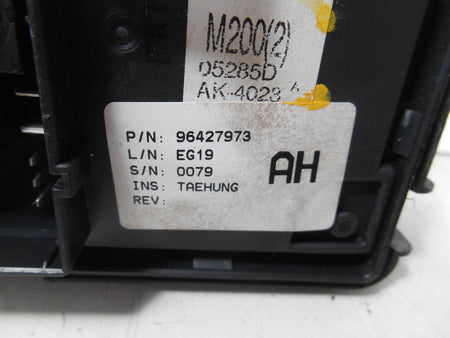 M200(2)
05285D
AK-4023 A
P/N: 96427973
L/N: EG19
S/N: 0079
INS: TAEHUNG
REV:
AH